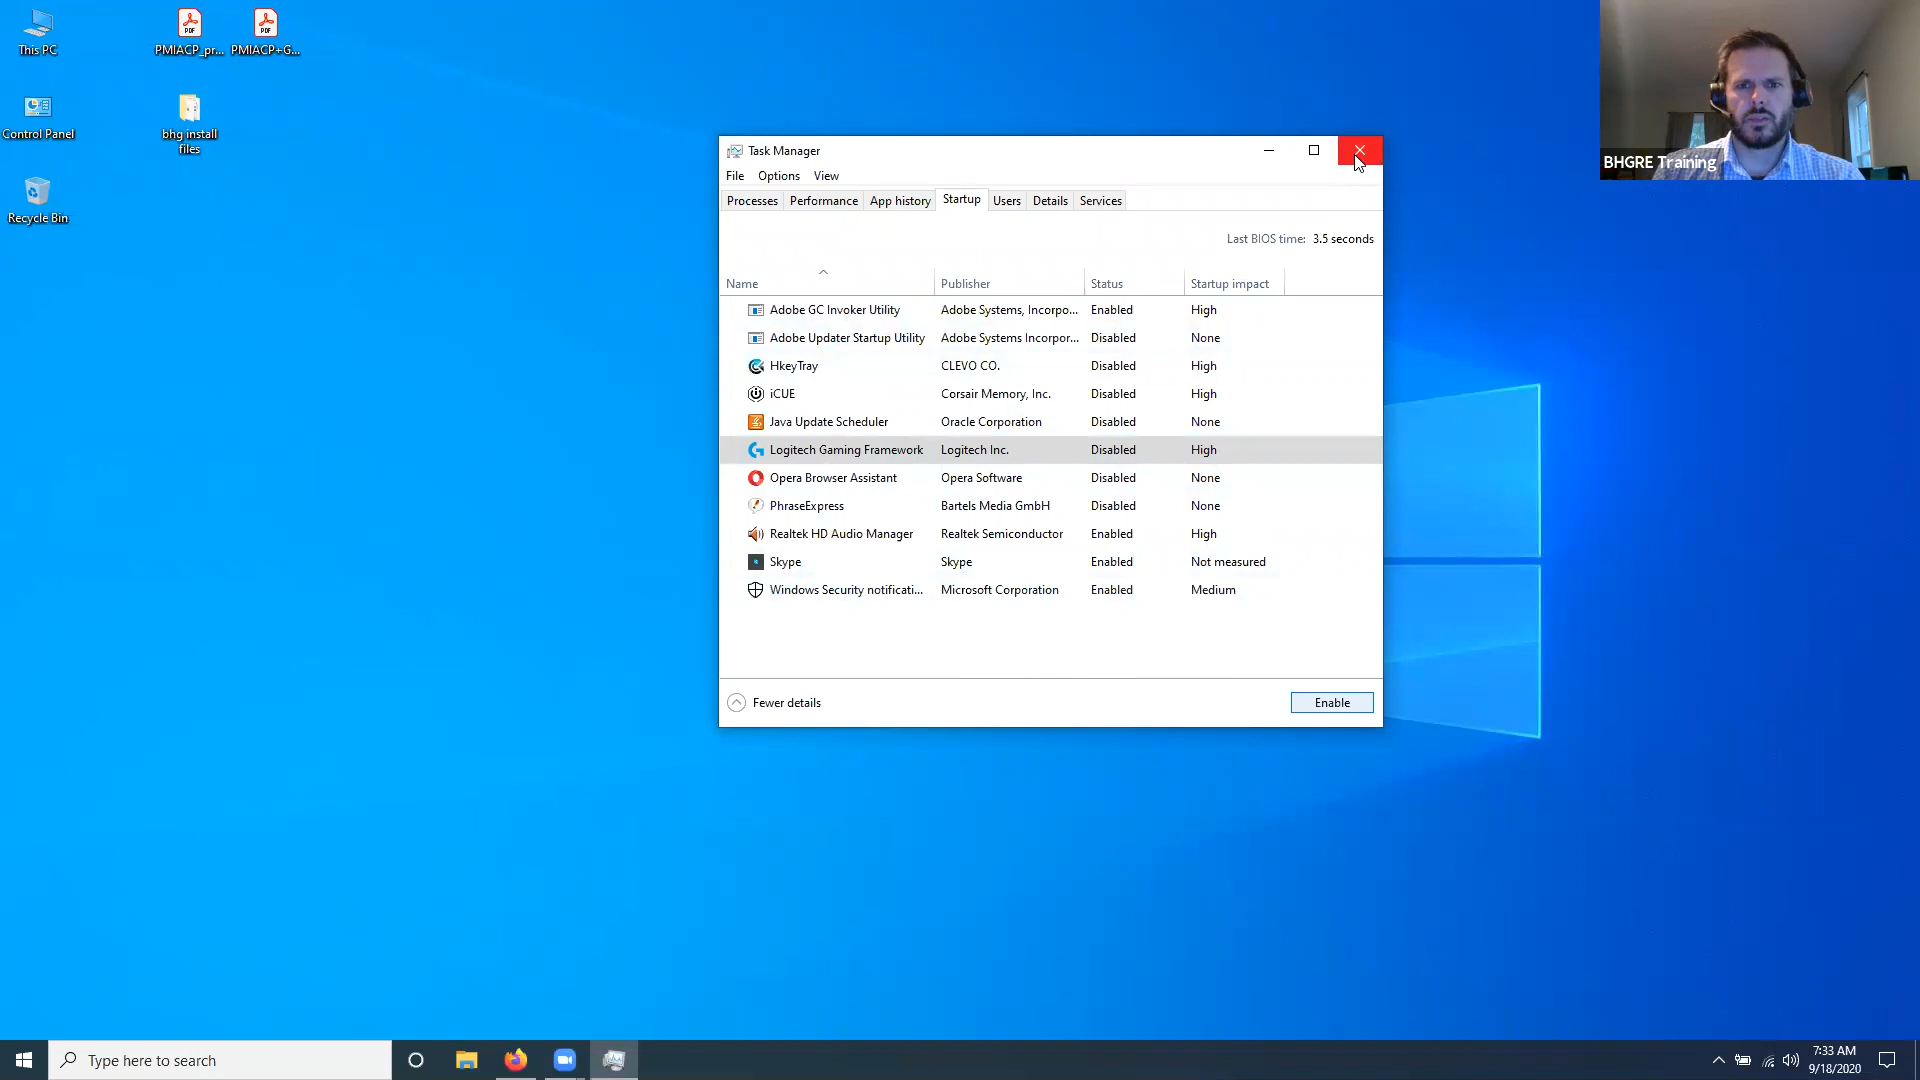 This PC
PMIACP_pr...
PMIACP+G...
Control Panel
bhg install
files
Recycle Bin
BHGRE Training
Task Manager
File Options View
Processes Performance App history Startup Users Details Services
Last BIOS time: 3.5 seconds
Name Publisher Status Startup impact
Adobe GC Invoker Utility Adobe Systems, Incorpo... Enabled High
Adobe Updater Startup Utility Adobe Systems Incorpor... Disabled None
HkeyTray CLEVO CO. Disabled High
iCUE Corsair Memory, Inc. Disabled High
Java Update Scheduler Oracle Corporation Disabled None
Logitech Gaming Framework Logitech Inc. Disabled High
Opera Browser Assistant Opera Software Disabled None
PhraseExpress Bartels Media GmbH Disabled None
Realtek HD Audio Manager Realtek Semiconductor Enabled High
Skype Skype Enabled Not measured
Windows Security notificati... Microsoft Corporation Enabled Medium
Fewer details Enable
Type here to search
7:33 AM
9/18/2020